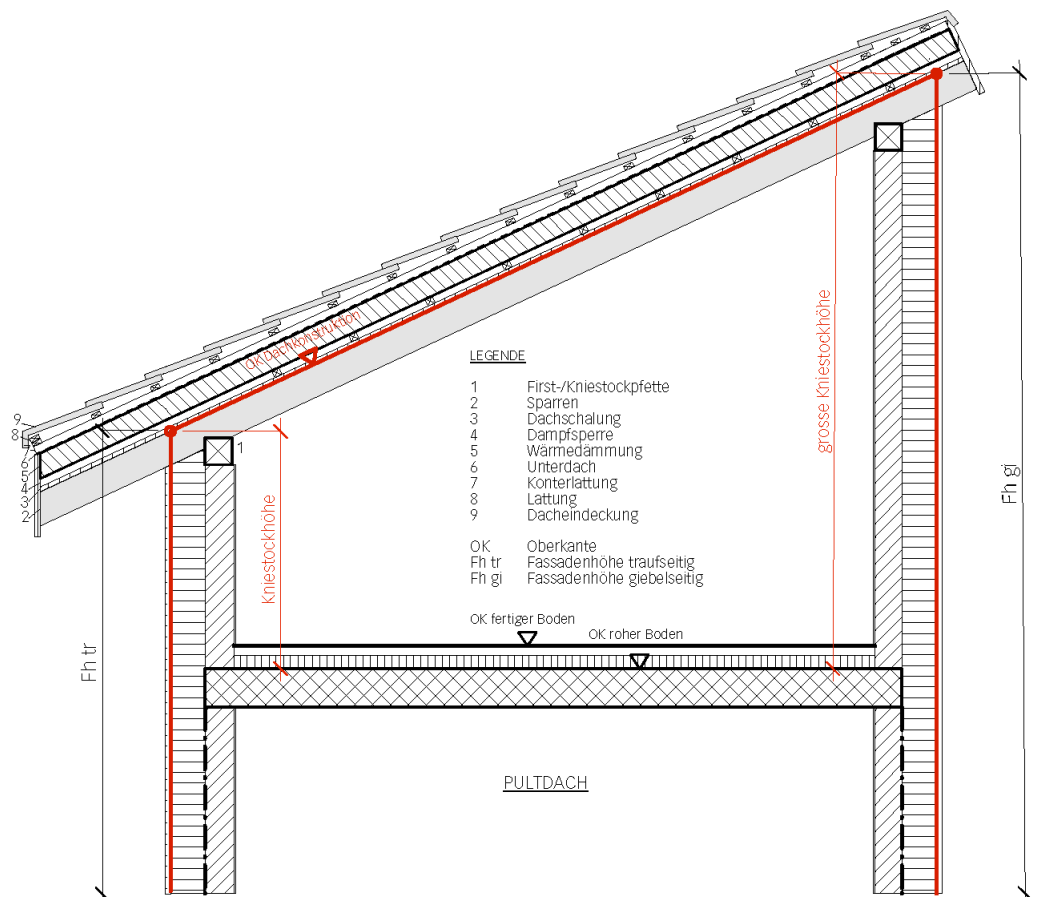 OK Dachkonstruktion
grosse Kniestockhöhe
Fh gi
LEGENDE
1 First-/Kniestockpfette
2 Sparren
3 Dachschalung
4 Dampfsperre
5 Wärmedämmung
6 Unterdach
7 Konterlattung
8 Lattung
9 Dacheindeckung
OK Oberkante
Fh tr Fassadenhöhe traufseitig
Fh gi Fassadenhöhe giebelseitig
9
8
7
6
5
4
3
2
1
Kniestockhöhe
Fh tr
OK fertiger Boden
OK roher Boden
PULTDACH